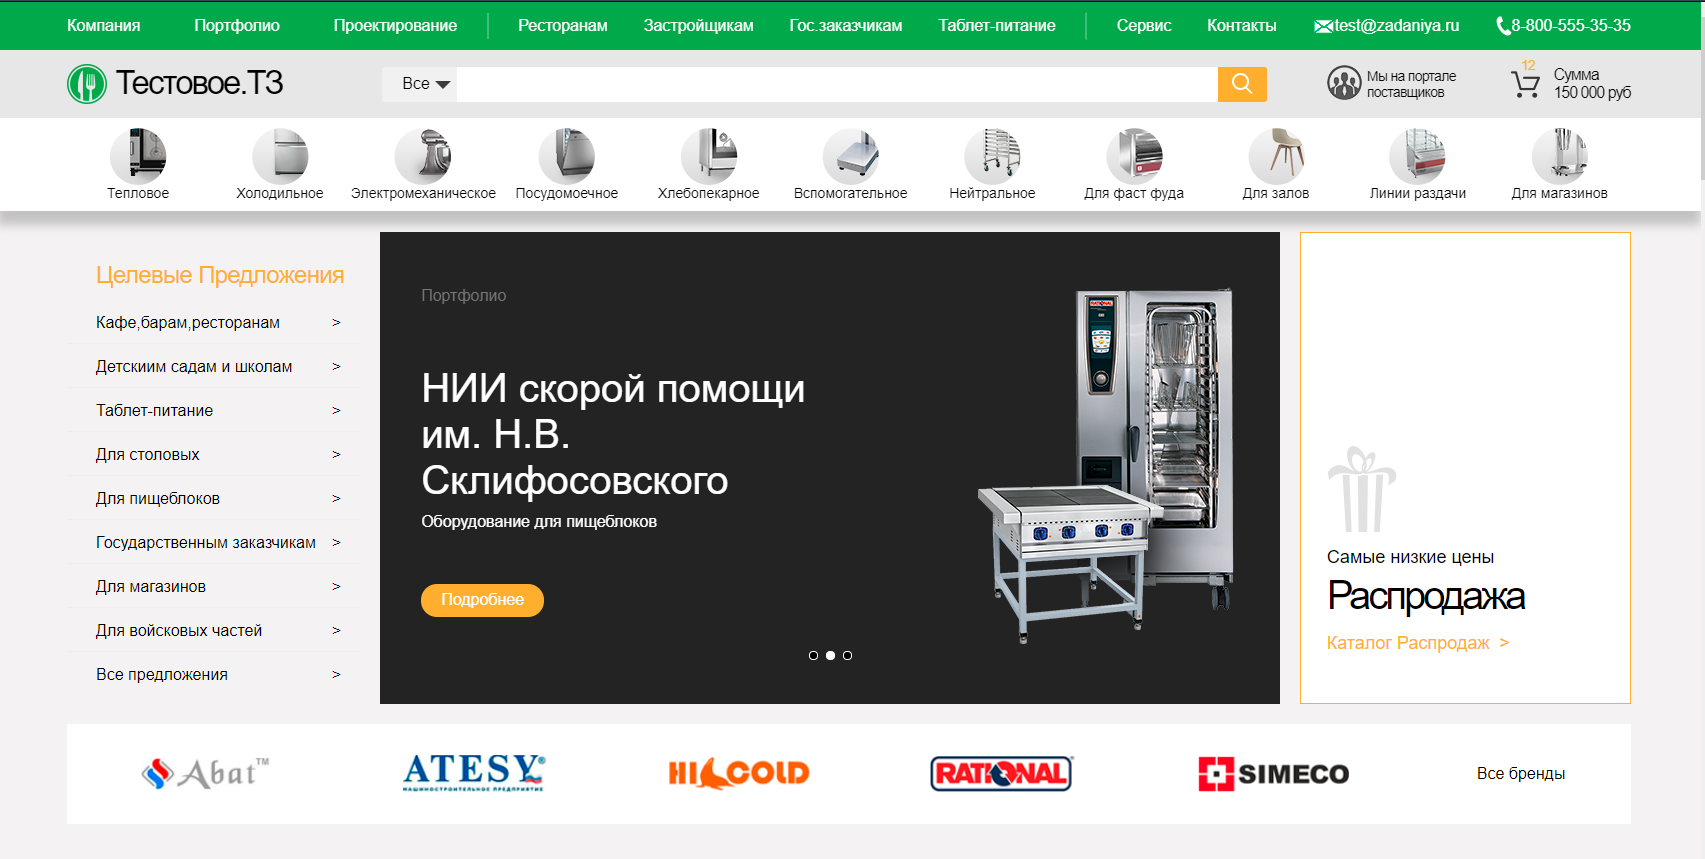 Компания Портфолио Проектирование Ресторанам Застройщикам Гос.заказчикам Таблет-питание Сервис Контакты test@zadaniya.ru 8-800-555-35-35
Тестовое.ТЗ
Все
Мы на портале
поставщиков
12
Сумма
150 000 руб
Тепловое Холодильное Электромеханическое Посудомоечное Хлебопекарное Вспомогательное Нейтральное Для фаст фуда Для залов Линии раздачи Для магазинов
Целевые Предложения
Кафе,барам,ресторанам >
Детскиим садам и школам >
Таблет-питание >
Для столовых >
Для пищеблоков >
Государственным заказчикам >
Для магазинов >
Для войсковых частей >
Все предложения >
Портфолио
НИИ скорой помощи
им. Н.В.
Склифосовского
Оборудование для пищеблоков
Подробнее
RATIONAL
Самые низкие цены
Распродажа
Каталог Распродаж >
Abat™
ATESY®
МАШИНОСТРОИТЕЛЬНОЕ ПРЕДПРИЯТИЕ
HICOLD
RATIONAL®
SIMECO
Все бренды